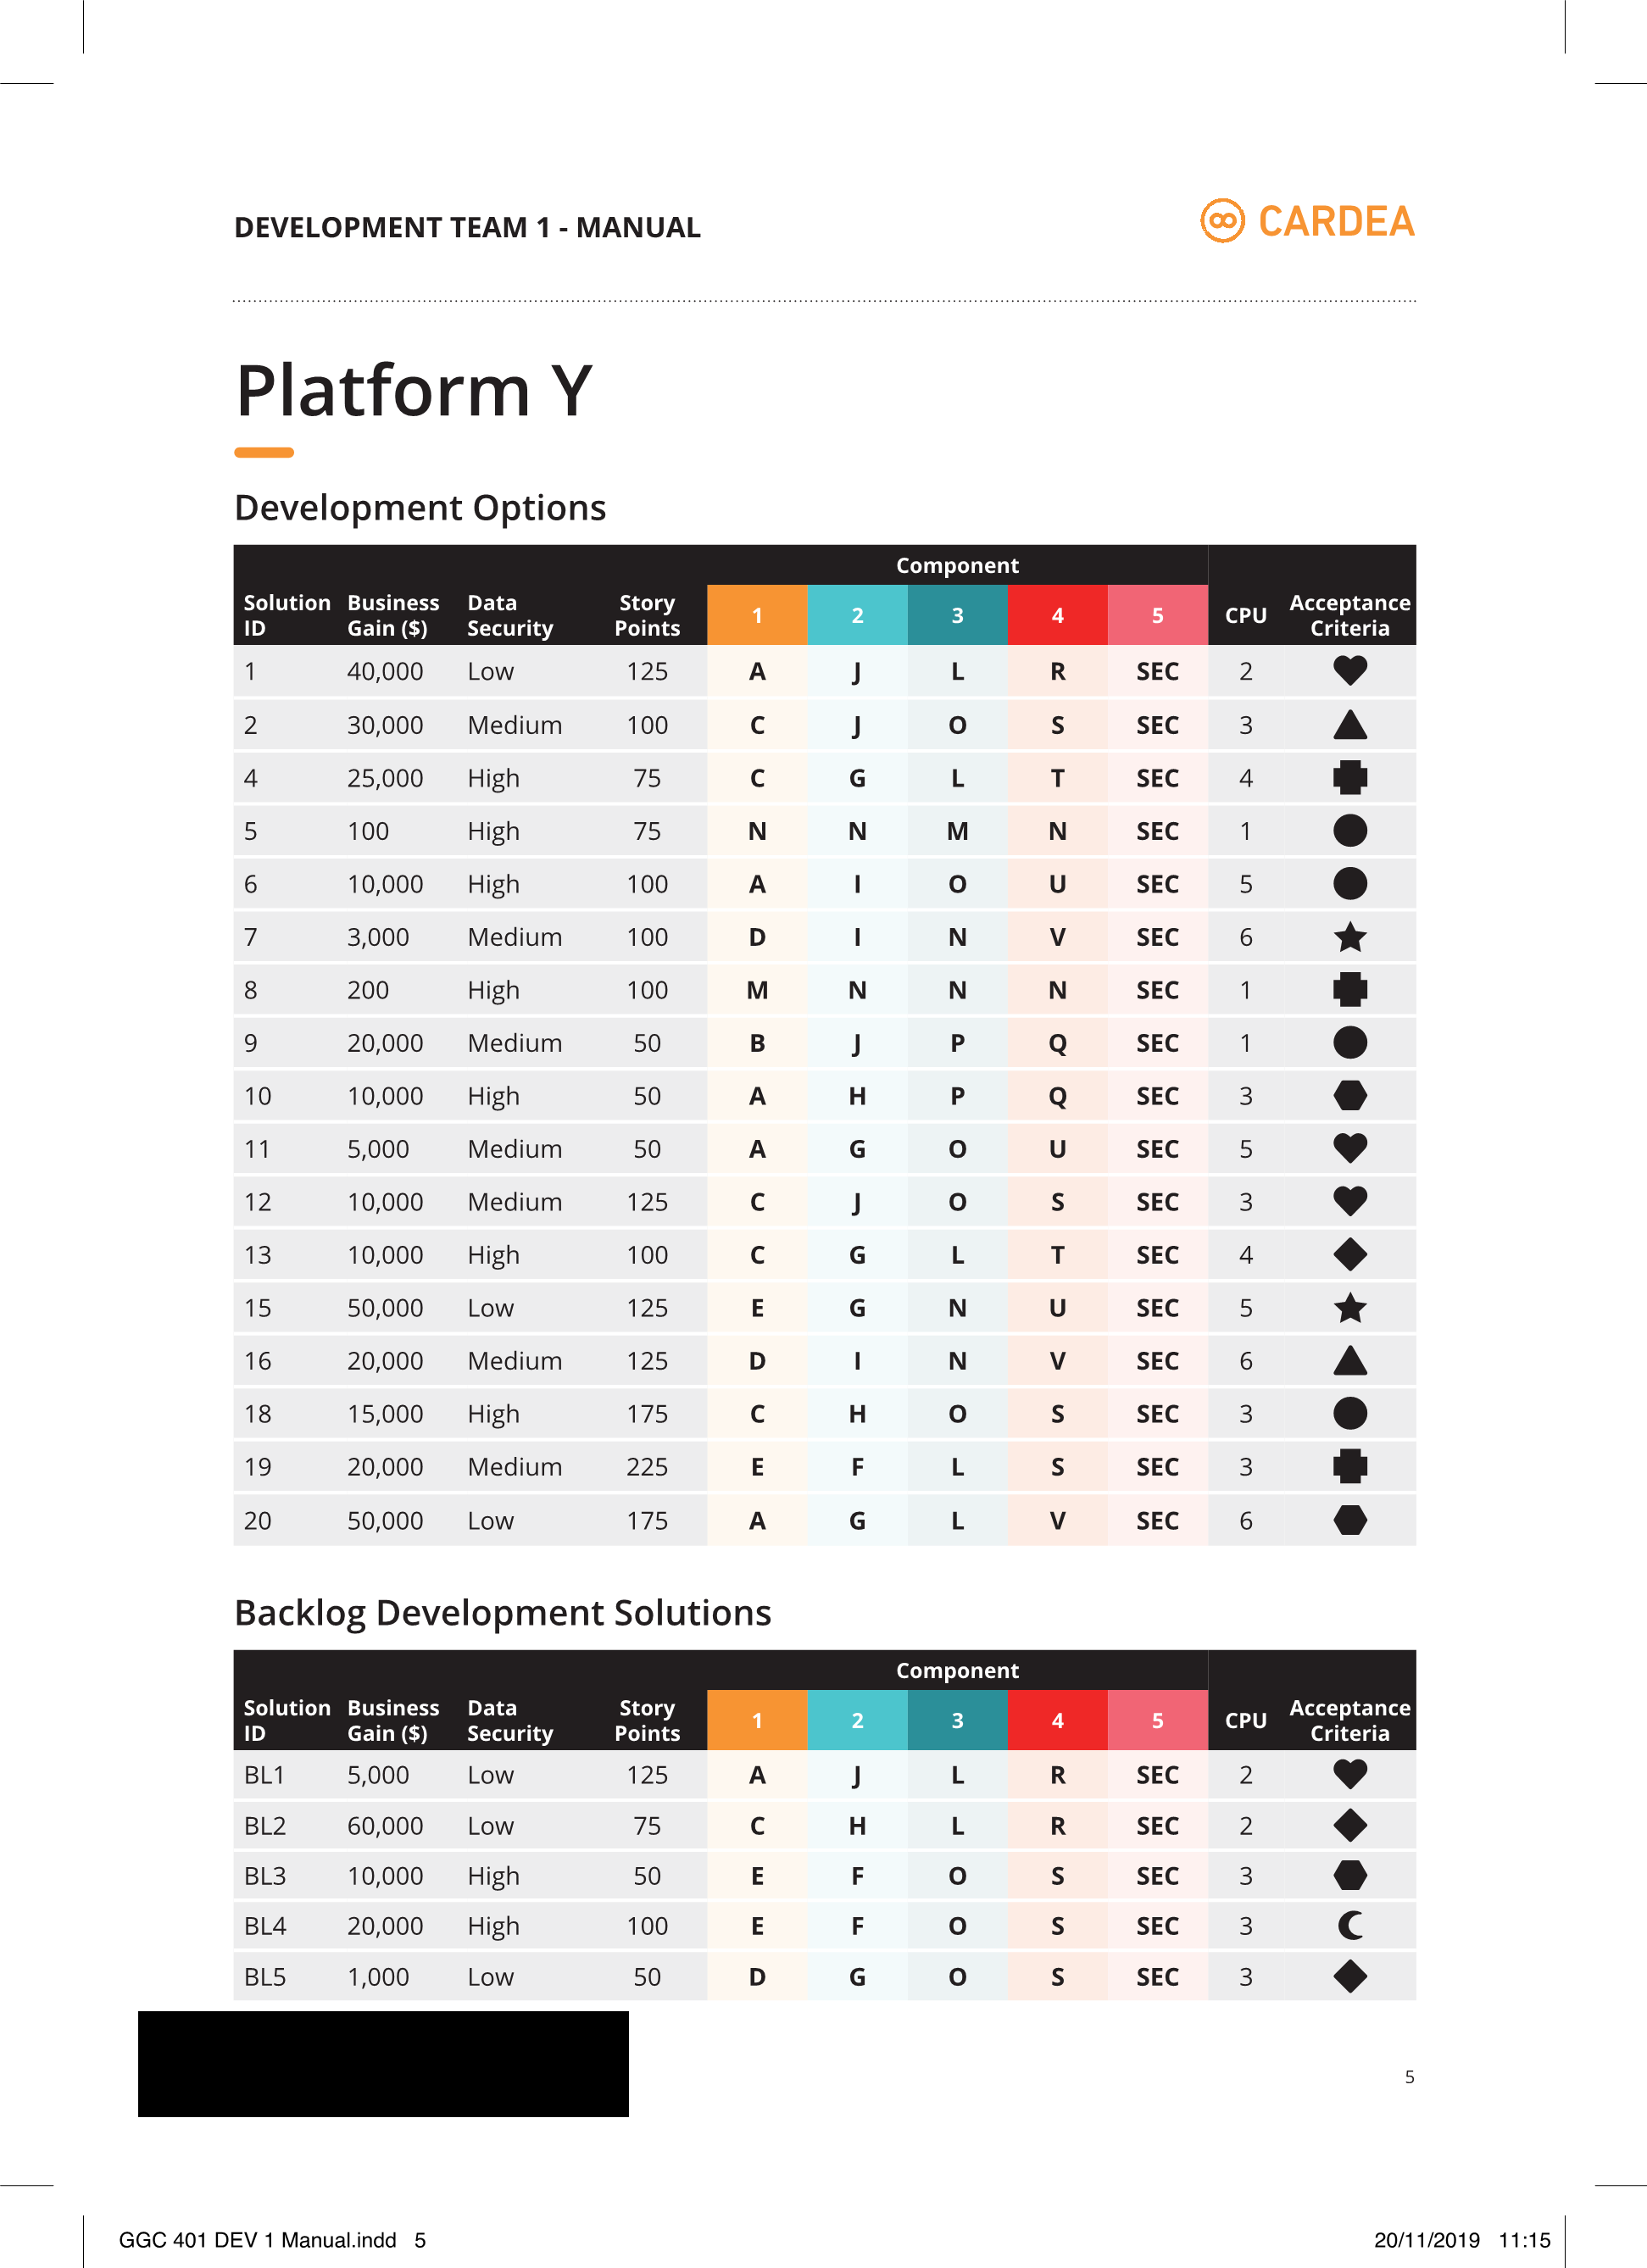 DEVELOPMENT TEAM 1 - MANUAL
CARDEA
Platform Y
Development Options
Component
Solution ID Business Gain ($) Data Security Story Points 1 2 3 4 5 CPU Acceptance Criteria
1 40,000 Low 125 A J L R SEC 2
2 30,000 Medium 100 C J O S SEC 3
4 25,000 High 75 C G L T SEC 4
5 100 High 75 N N M N SEC 1
6 10,000 High 100 A I O U SEC 5
7 3,000 Medium 100 D I N V SEC 6
8 200 High 100 M N N N SEC 1
9 20,000 Medium 50 B J P Q SEC 1
10 10,000 High 50 A H P Q SEC 3
11 5,000 Medium 50 A G O U SEC 5
12 10,000 Medium 125 C J O S SEC 3
13 10,000 High 100 C G L T SEC 4
15 50,000 Low 125 E G N U SEC 5
16 20,000 Medium 125 D I N V SEC 6
18 15,000 High 175 C H O S SEC 3
19 20,000 Medium 225 E F L S SEC 3
20 50,000 Low 175 A G L V SEC 6
Backlog Development Solutions
Component
Solution ID Business Gain ($) Data Security Story Points 1 2 3 4 5 CPU Acceptance Criteria
BL1 5,000 Low 125 A J L R SEC 2
BL2 60,000 Low 75 C H L R SEC 2
BL3 10,000 High 50 E F O S SEC 3
BL4 20,000 High 100 E F O S SEC 3
BL5 1,000 Low 50 D G O S SEC 3
5
GGC 401 DEV 1 Manual.indd 5
20/11/2019 11:15